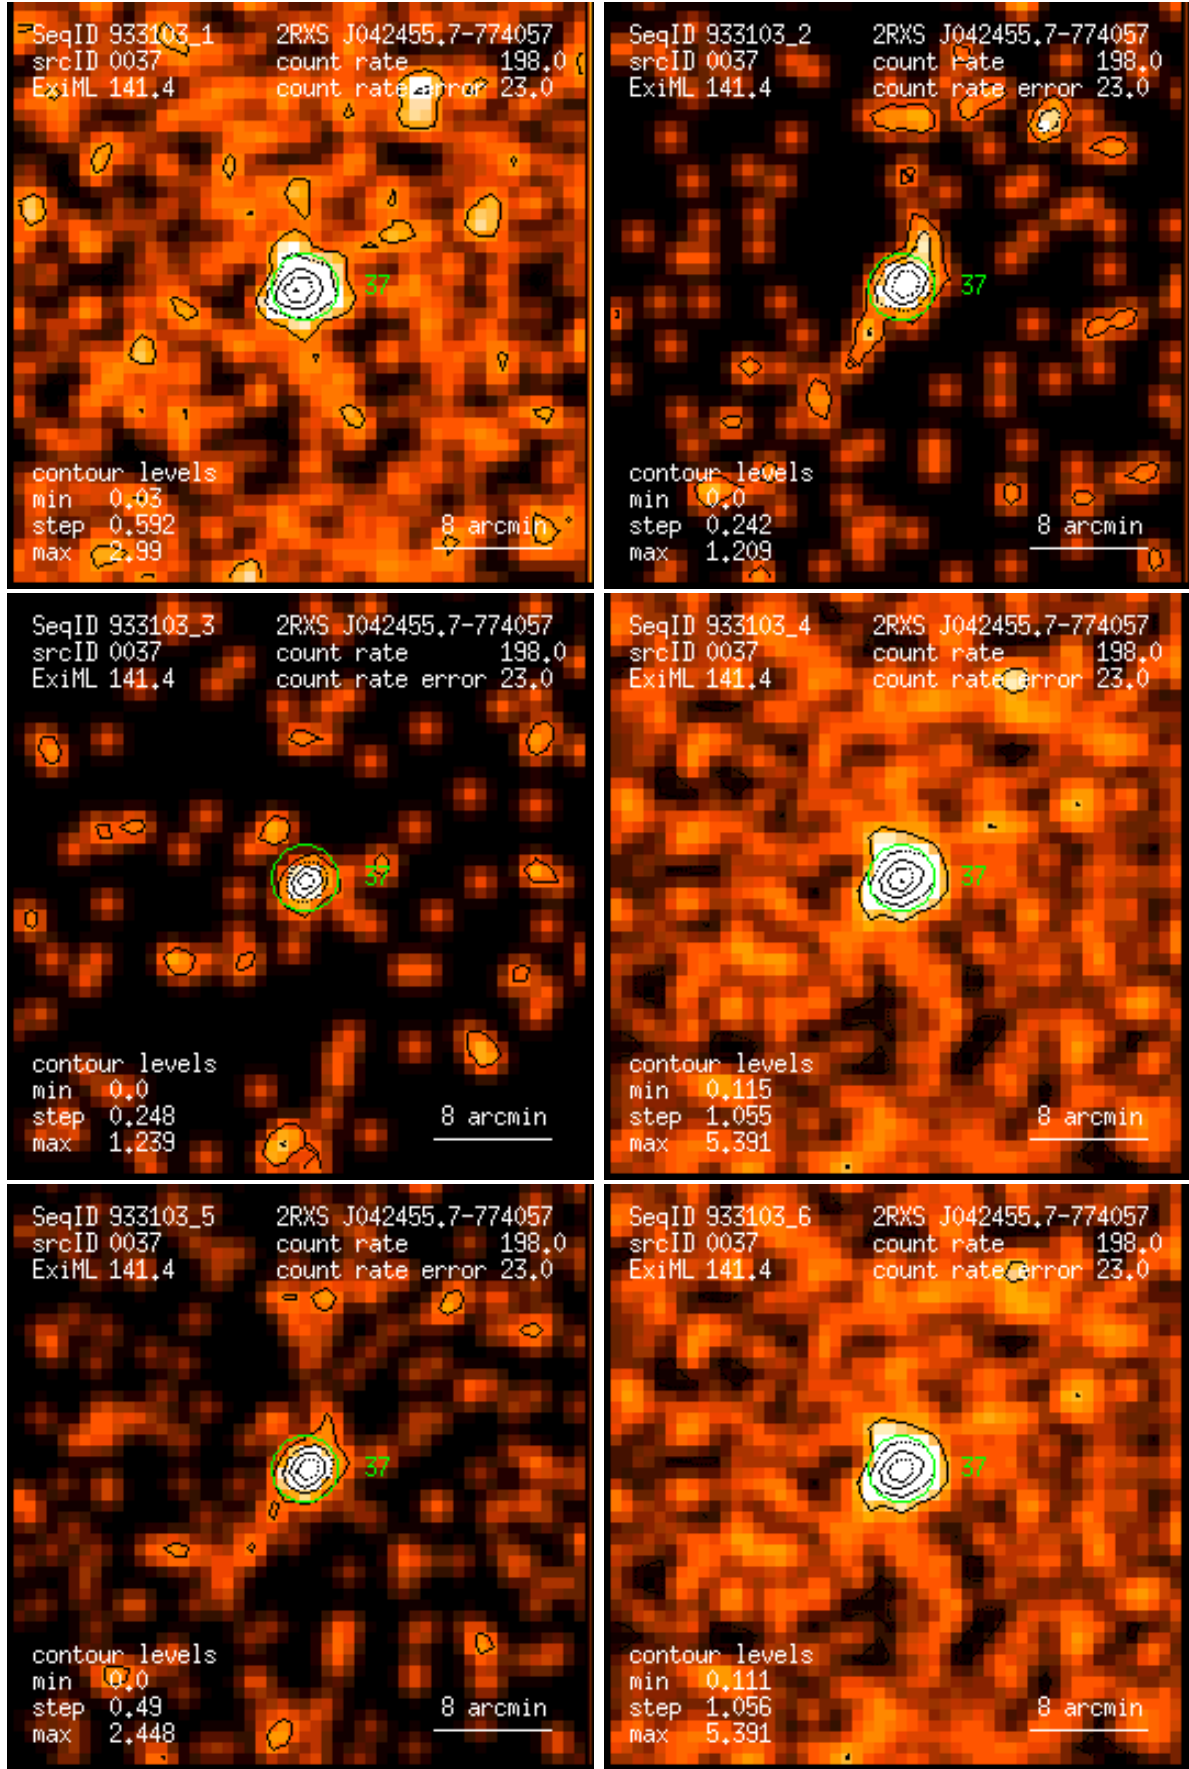 SeqID 933103_1 2RXS J042455.7-774057
srcID 0037 count rate 198.0
ExiML 141.4 count rate error 23.0
37
contour levels
min 0.03
step 0.592 8 arcmin
max 2.99
SeqID 933103_2 2RXS J042455.7-774057
srcID 0037 count rate 198.0
ExiML 141.4 count rate error 23.0
37
contour levels
min 0.0
step 0.242 8 arcmin
max 1.209
SeqID 933103_3 2RXS J042455.7-774057
srcID 0037 count rate 198.0
ExiML 141.4 count rate error 23.0
37
contour levels
min 0.0
step 0.248 8 arcmin
max 1.239
SeqID 933103_4 2RXS J042455.7-774057
srcID 0037 count rate 198.0
ExiML 141.4 count rate error 23.0
37
contour levels
min 0.115
step 1.055 8 arcmin
max 5.391
SeqID 933103_5 2RXS J042455.7-774057
srcID 0037 count rate 198.0
ExiML 141.4 count rate error 23.0
37
contour levels
min 0.0
step 0.49 8 arcmin
max 2.448
SeqID 933103_6 2RXS J042455.7-774057
srcID 0037 count rate 198.0
ExiML 141.4 count rate error 23.0
37
contour levels
min 0.111
step 1.056 8 arcmin
max 5.391